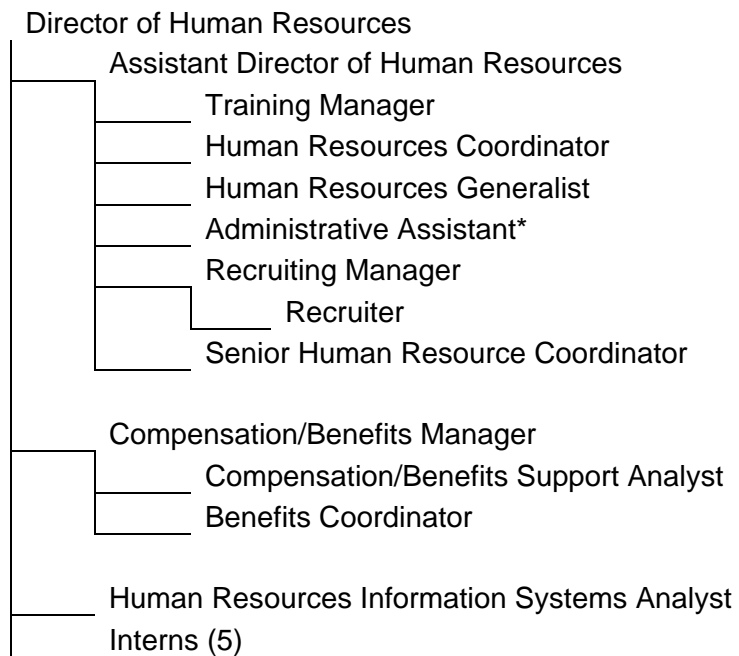 Director of Human Resources
Assistant Director of Human Resources
Training Manager
Human Resources Coordinator
Human Resources Generalist
Administrative Assistant*
Recruiting Manager
Recruiter
Senior Human Resource Coordinator
Compensation/Benefits Manager
Compensation/Benefits Support Analyst
Benefits Coordinator
Human Resources Information Systems Analyst
Interns (5)